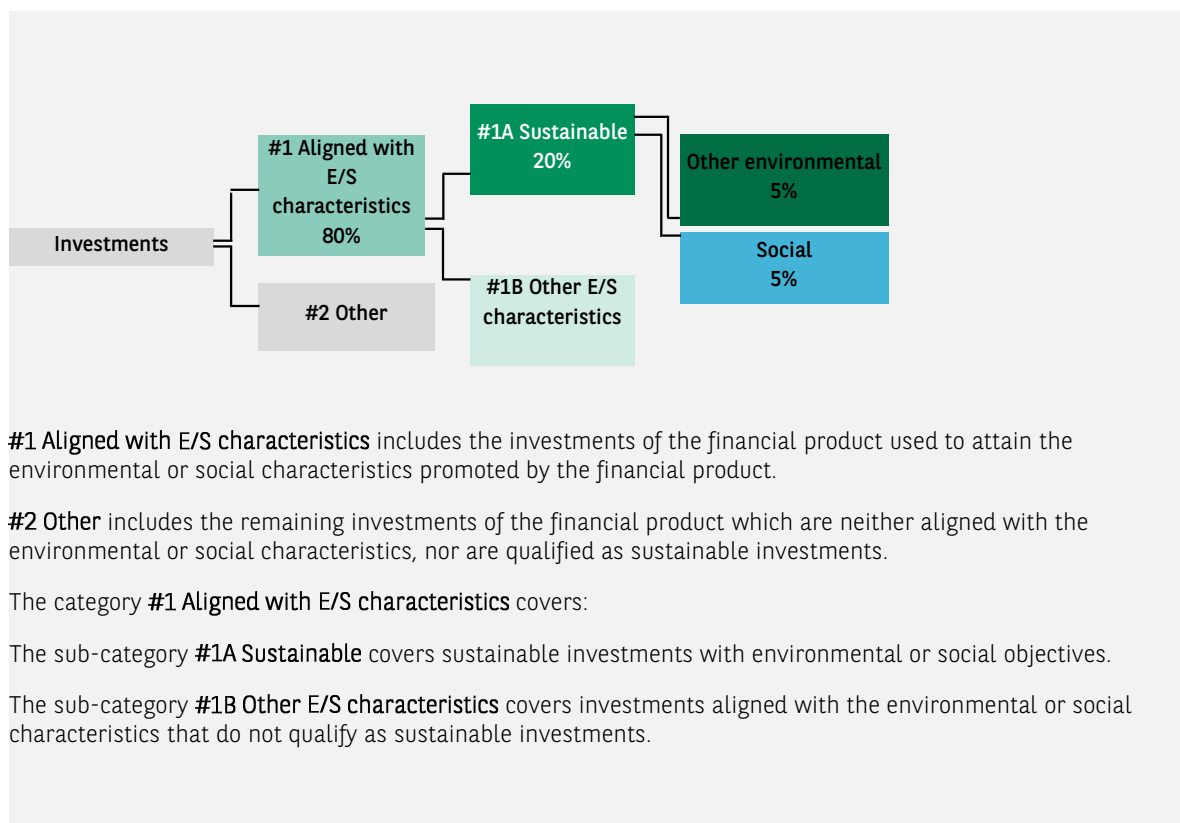 #1A Sustainable
20%
#1 Aligned with
E/S
characteristics
80%
Other environmental
5%
Investments
Social
5%
#2 Other
#1B Other E/S
characteristics
#1 Aligned with E/S characteristics includes the investments of the financial product used to attain the
environmental or social characteristics promoted by the financial product.
#2 Other includes the remaining investments of the financial product which are neither aligned with the
environmental or social characteristics, nor are qualified as sustainable investments.
The category #1 Aligned with E/S characteristics covers:
The sub-category #1A Sustainable covers sustainable investments with environmental or social objectives.
The sub-category #1B Other E/S characteristics covers investments aligned with the environmental or social
characteristics that do not qualify as sustainable investments.